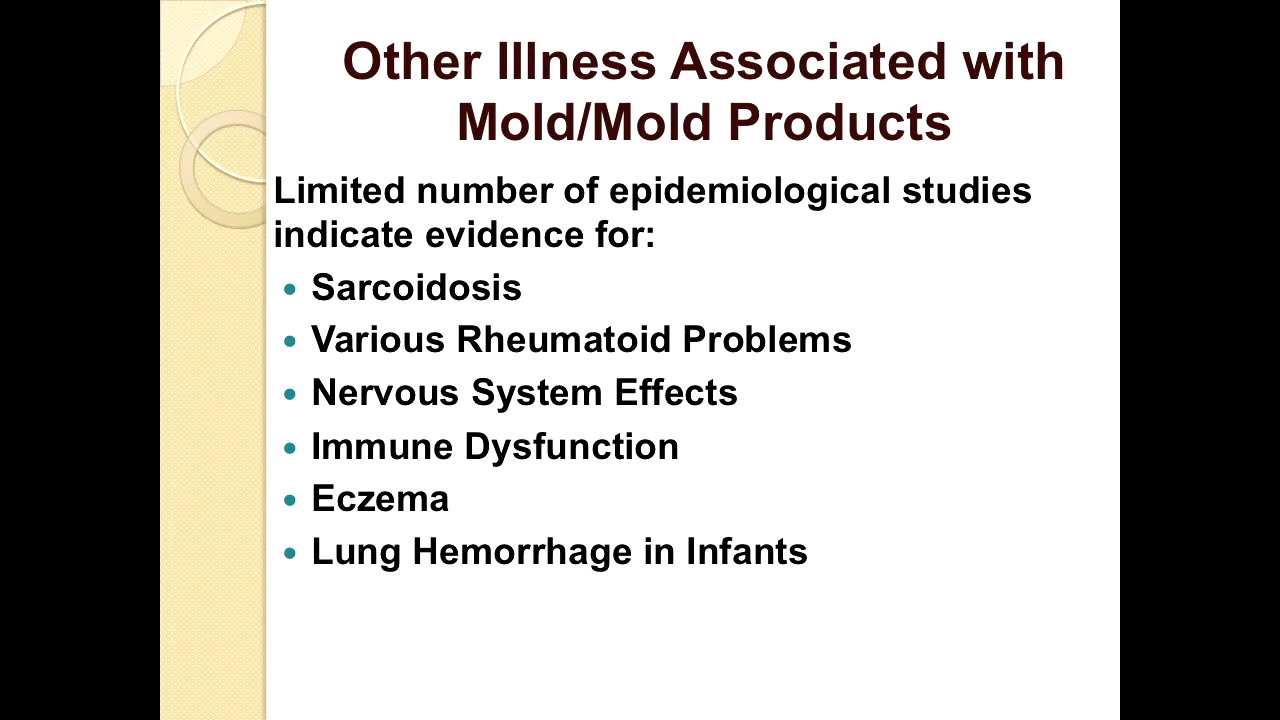 Other Illness Associated with
Mold/Mold Products
Limited number of epidemiological studies
indicate evidence for:
• Sarcoidosis
• Various Rheumatoid Problems
• Nervous System Effects
• Immune Dysfunction
• Eczema
• Lung Hemorrhage in Infants